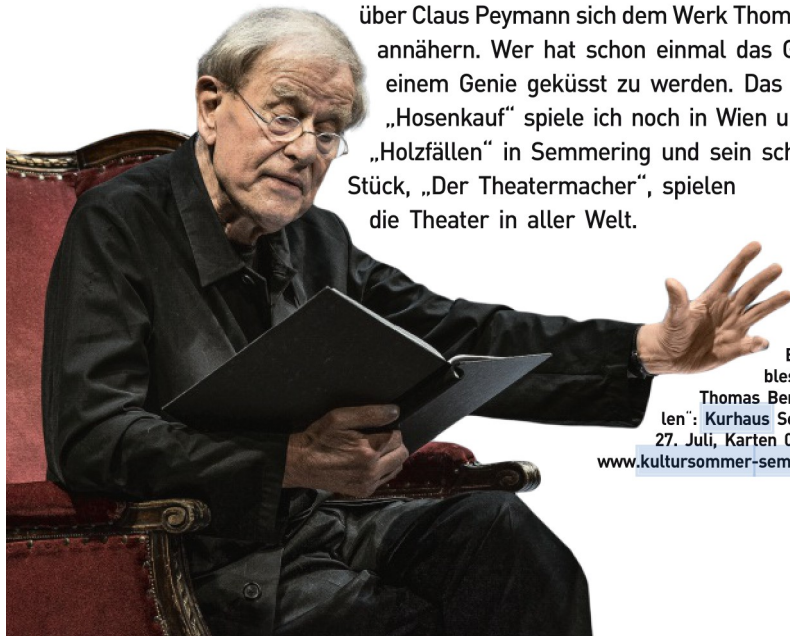 über Claus Peymann sich dem Werk Thom
annähern. Wer hat schon einmal das G
einem Genie geküsst zu werden. Das
„Hosenkauf“ spiele ich noch in Wien u
„Holzfällen“ in Semmering und sein sch
Stück, „Der Theatermacher“, spielen
die Theater in aller Welt.
bles
Thomas Ber
len¨: Kurhaus S
27. Juli, Karten
www.kultursommer-sem